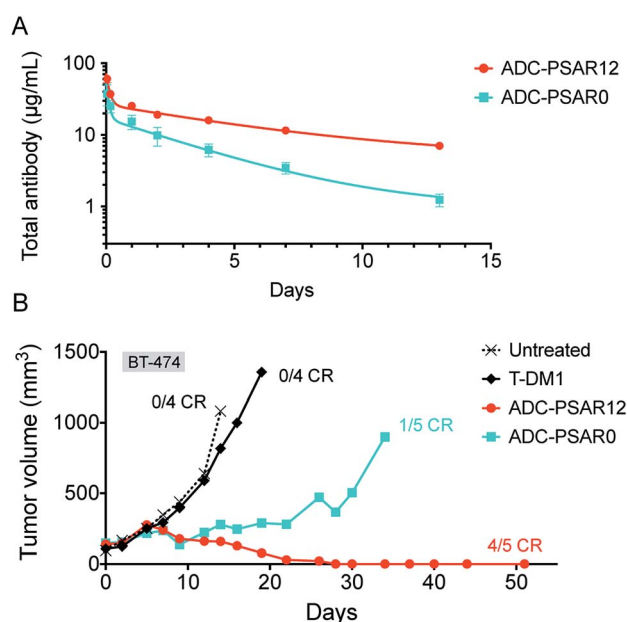 A
Total antibody (µg/mL)
100
10
1
0
5
10
15
Days
ADC-PSAR12
ADC-PSAR0
B
Tumor volume (mm³)
1500
1000
500
0
BT-474
0/4 CR
0/4 CR
1/5 CR
4/5 CR
0
10
20
30
40
50
Days
Untreated
T-DM1
ADC-PSAR12
ADC-PSAR0